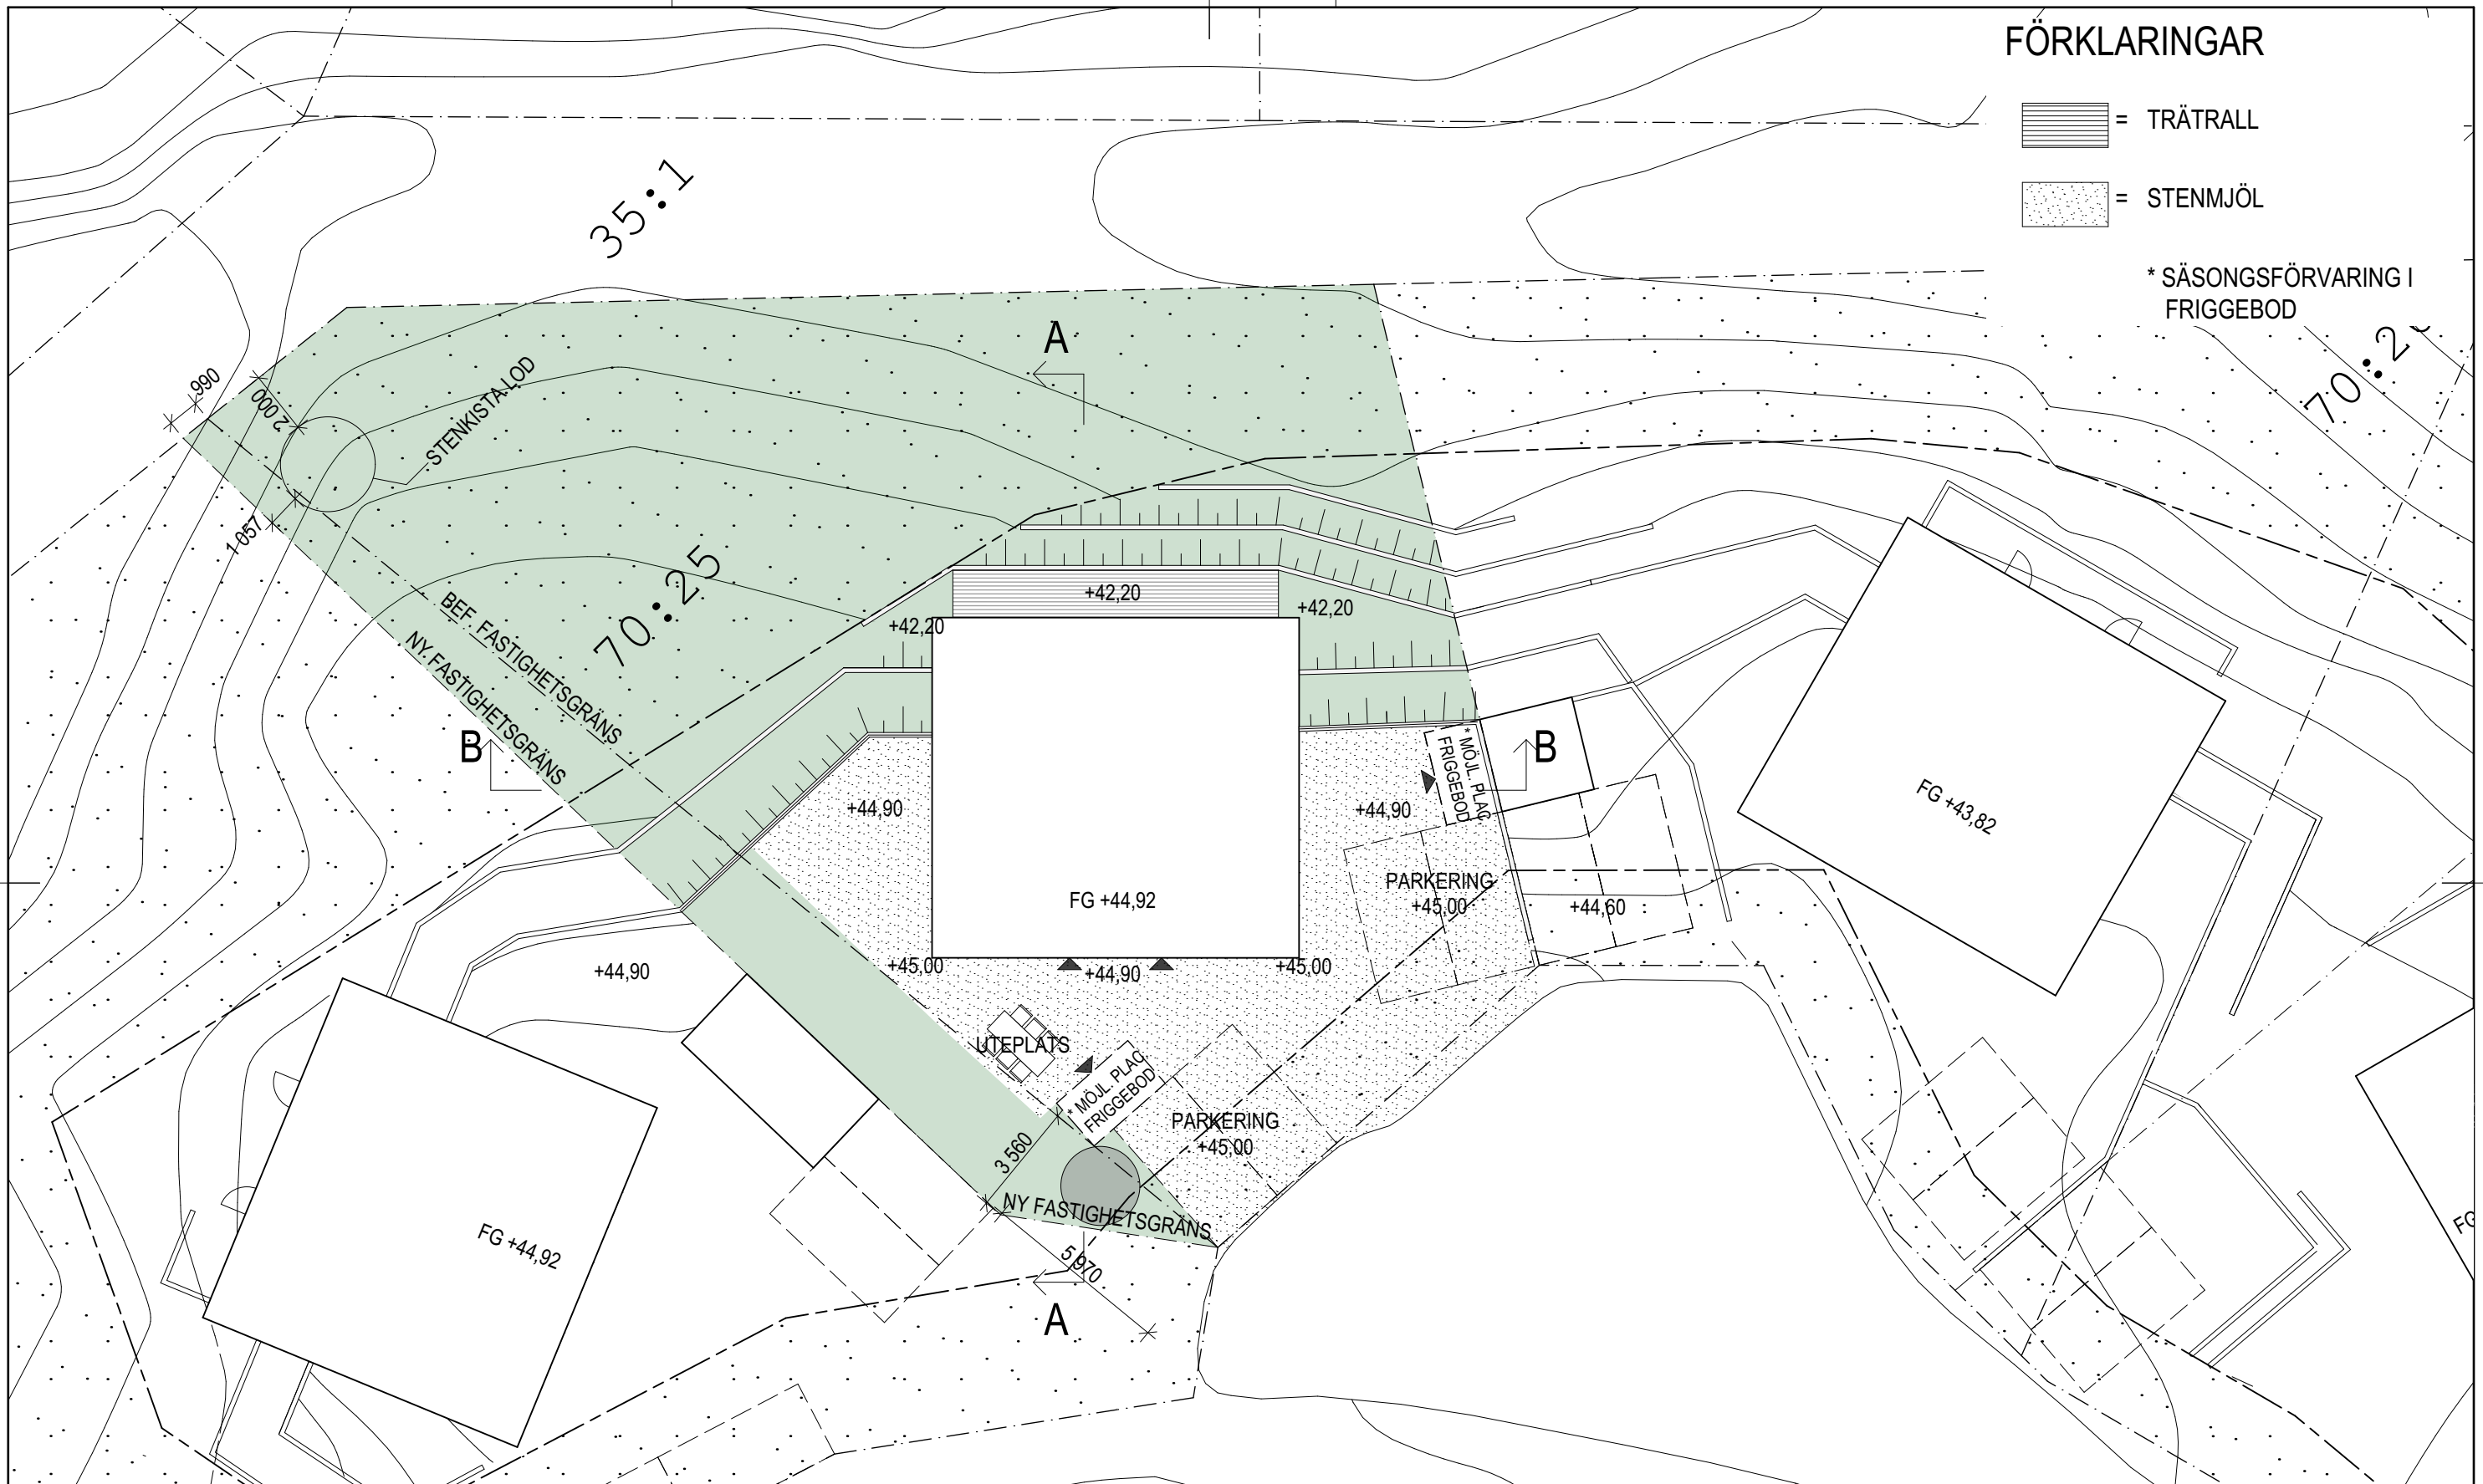 FÖRKLARINGAR
= TRÄTRALL
= STENMJÖL
* SÄSONGSFÖRVARING I
FRIGGEBOD
35:1
A
990
2 000
STENKISTA LOD
1 057
BEF FASTIGHETSGRÄNS
NY FASTIGHETSGRÄNS
70:25
+42,20
+42,20
+42,20
B
B
* MÖJL. PLAC
FRIGGEBOD
+44,90
+44,90
FG +43,82
FG +44,92
PARKERING
+45,00
+44,60
+44,90
+45,00
+44,90
+45,00
UTEPLATS
* MÖJL. PLAC
FRIGGEBOD
PARKERING
+45,00
3 560
NY FASTIGHETSGRÄNS
5 970
A
FG +44,92
FG